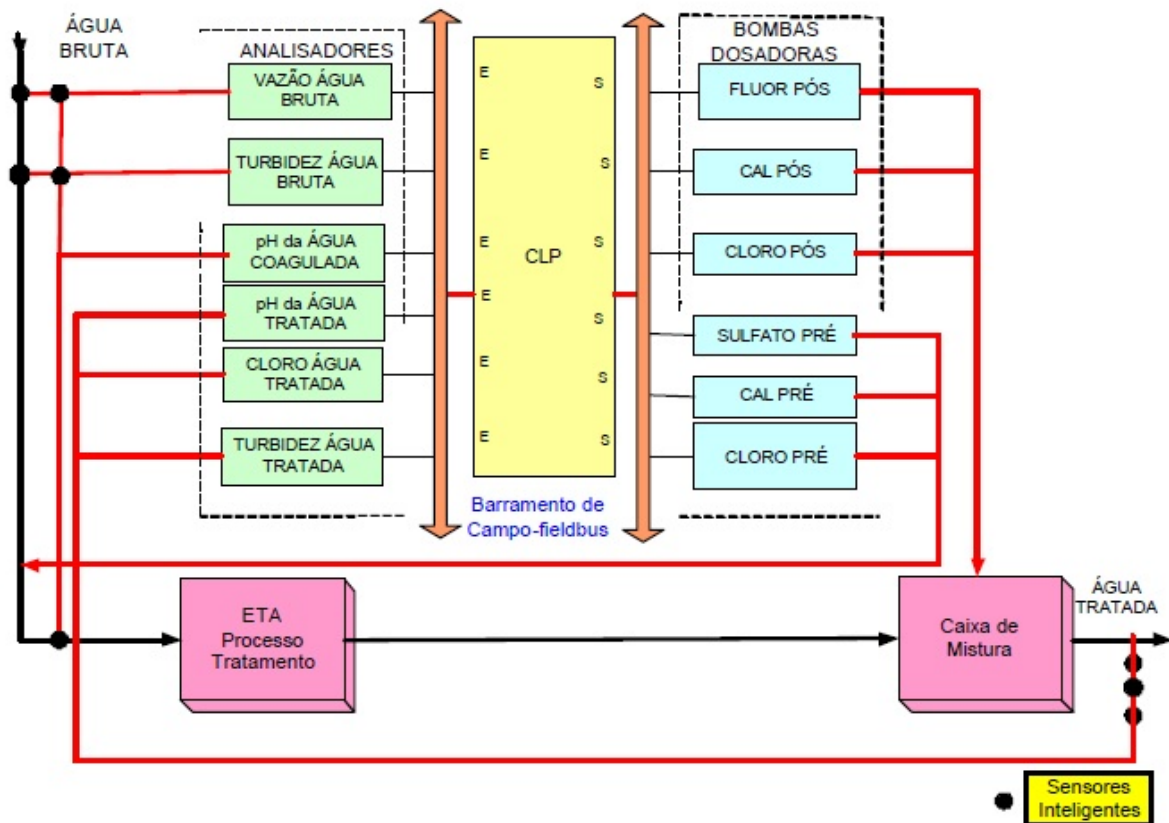 ÁGUA
BRUTA
ANALISADORES
VAZÃO ÁGUA
BRUTA
TURBIDEZ ÁGUA
BRUTA
pH da ÁGUA
COAGULADA
pH da ÁGUA
TRATADA
CLORO ÁGUA
TRATADA
TURBIDEZ ÁGUA
TRATADA
E
E
E
E
E
E
CLP
S
S
S
S
S
S
Barramento de
Campo-fieldbus
BOMBAS
DOSADORAS
FLUOR PÓS
CAL PÓS
CLORO PÓS
SULFATO PRÉ
CAL PRÉ
CLORO PRÉ
ETA
Processo
Tratamento
Caixa de
Mistura
ÁGUA
TRATADA
Sensores
Inteligentes